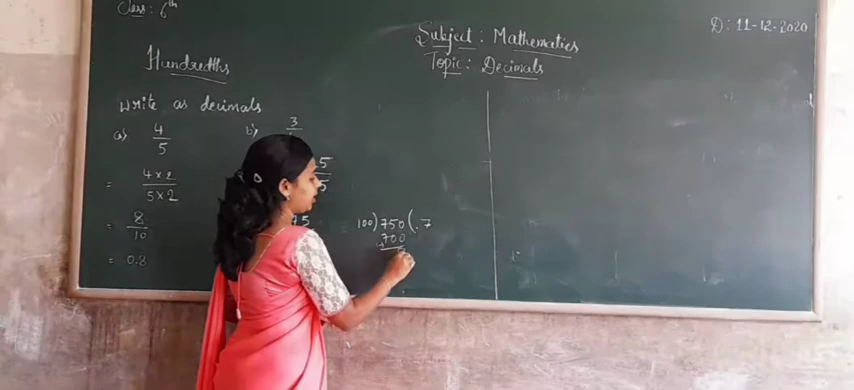 Class : 6th
Subject : Mathematics
D : 11-12-2020
Topic : Decimals
Hundredths
Write as decimals
a) 4/5
= 4 × 2 / 5 × 2
= 8/10
= 0.8
b) 3
5
5
75
100) 750 (.7
700